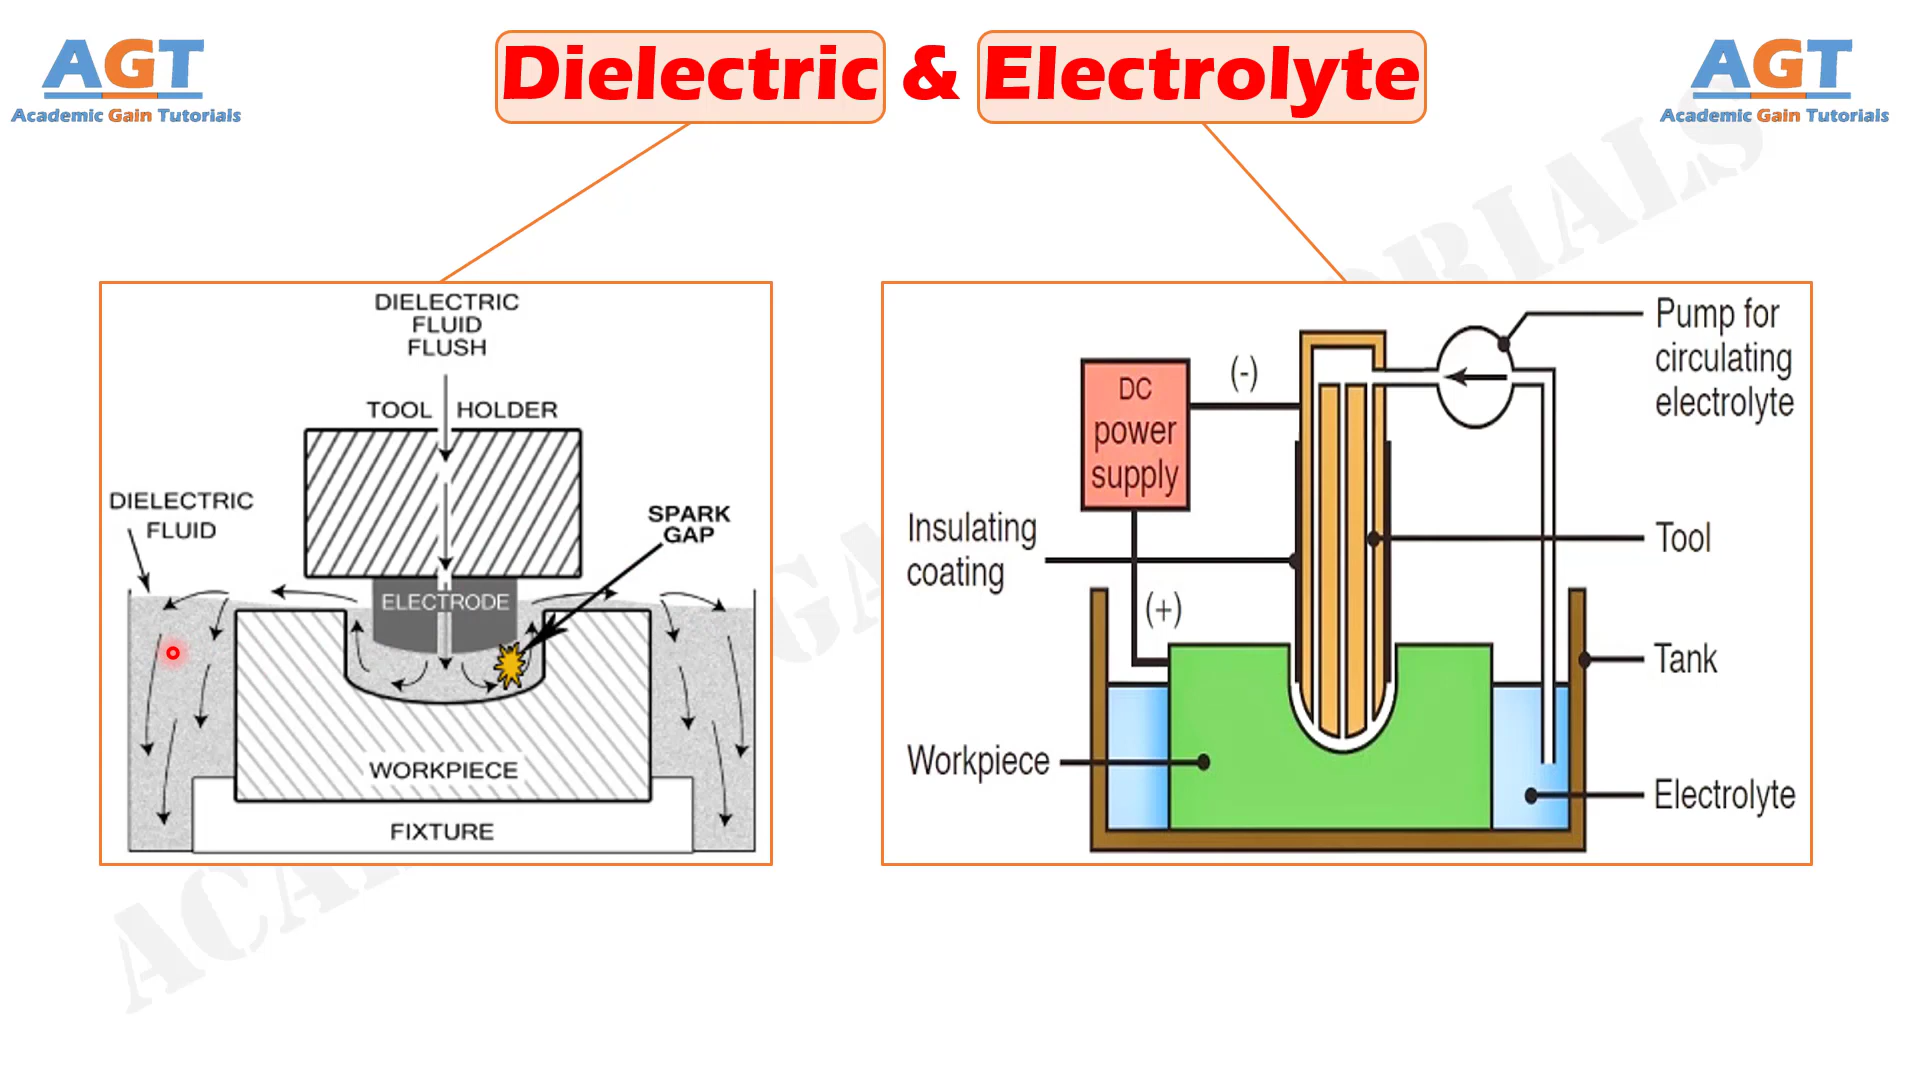 AGT
Academic Gain Tutorials
Dielectric & Electrolyte
AGT
Academic Gain Tutorials
DIELECTRIC
FLUID
FLUSH
TOOL HOLDER
DIELECTRIC
FLUID
SPARK
GAP
ELECTRODE
WORKPIECE
FIXTURE
Pump for
circulating
electrolyte
(-)
DC
power
supply
Insulating
coating
Tool
(+)
Tank
Workpiece
Electrolyte